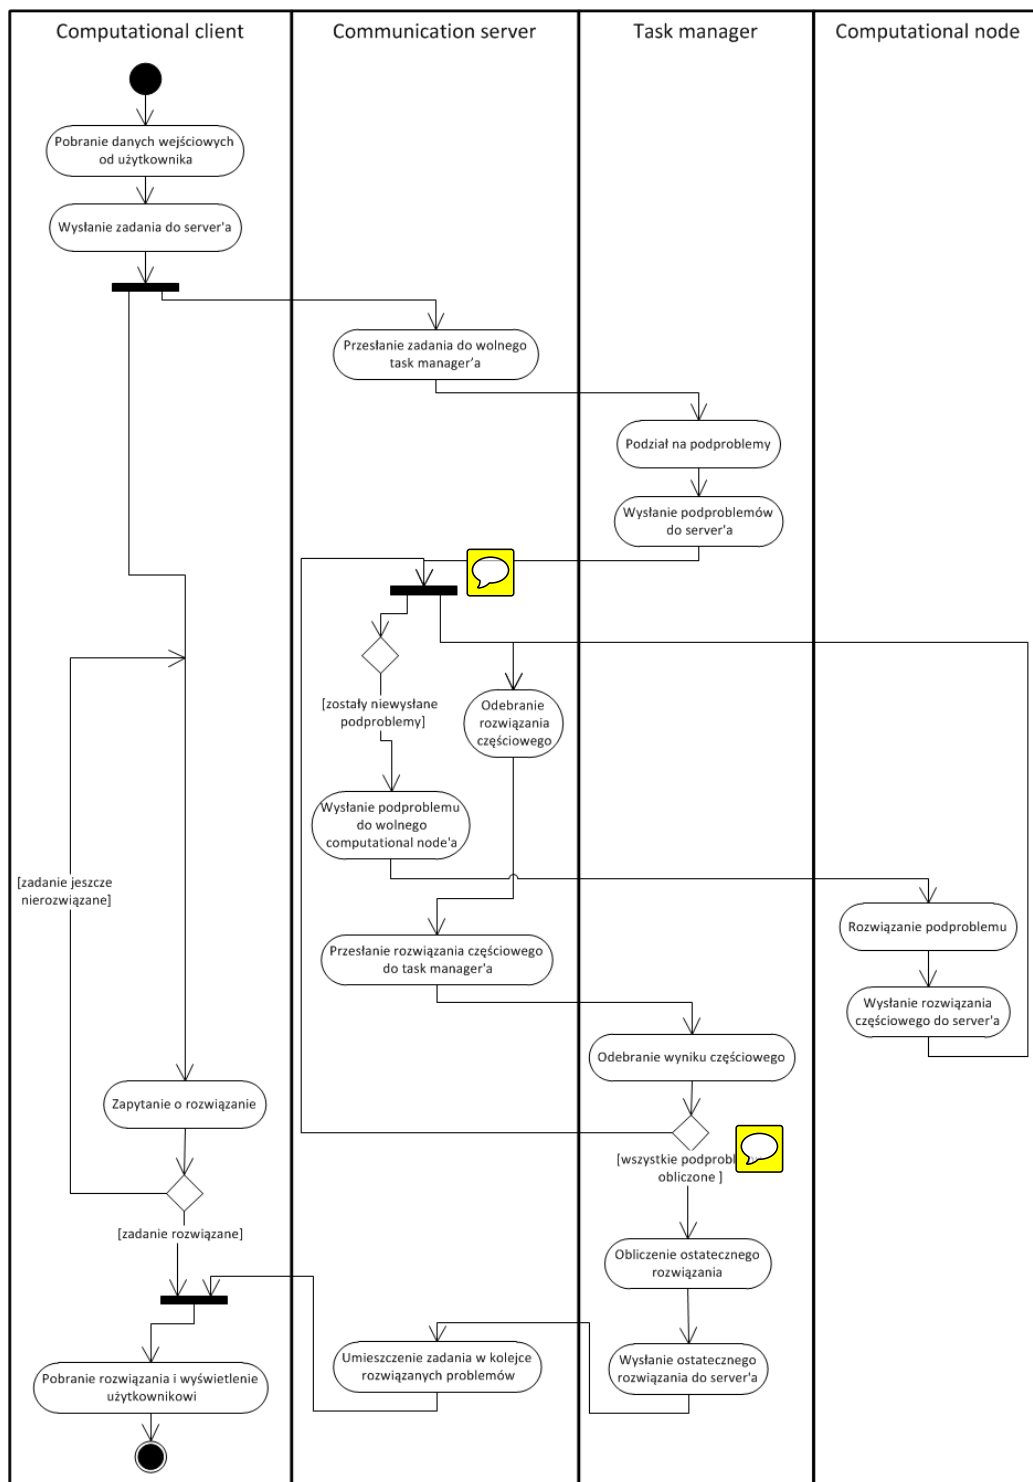 Computational client
Communication server
Task manager
Computational node
Pobranie danych wejściowych
od użytkownika
Wysłanie zadania do server'a
Przesłanie zadania do wolnego
task manager’a
Podział na podproblemy
Wysłanie podproblemów
do server'a
[zostały niewysłane
podproblemy]
Odebranie
rozwiązania
częściowego
Wysłanie podproblemu
do wolnego
computational node'a
[zadanie jeszcze
nierozwiązane]
Rozwiązanie podproblemu
Przesłanie rozwiązania częściowego
do task manager'a
Wysłanie rozwiązania
częściowego do server'a
Odebranie wyniku częściowego
Zapytanie o rozwiązanie
[wszystkie
obliczone ]
[zadanie rozwiązane]
Obliczenie ostatecznego
rozwiązania
Umieszczenie zadania w kolejce
rozwiązanych problemów
Wysłanie ostatecznego
rozwiązania do server'a
Pobranie rozwiązania i wyświetlenie
użytkownikowi